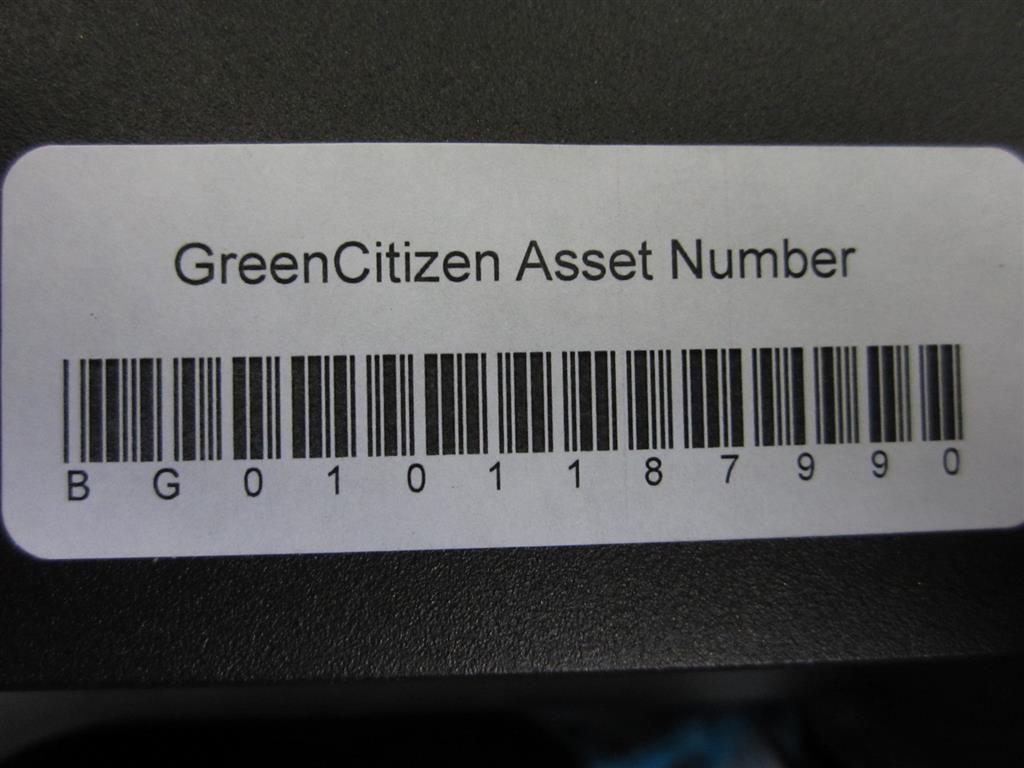 GreenCitizen Asset Number
B G 0 1 0 1 1 8 7 9 9 0